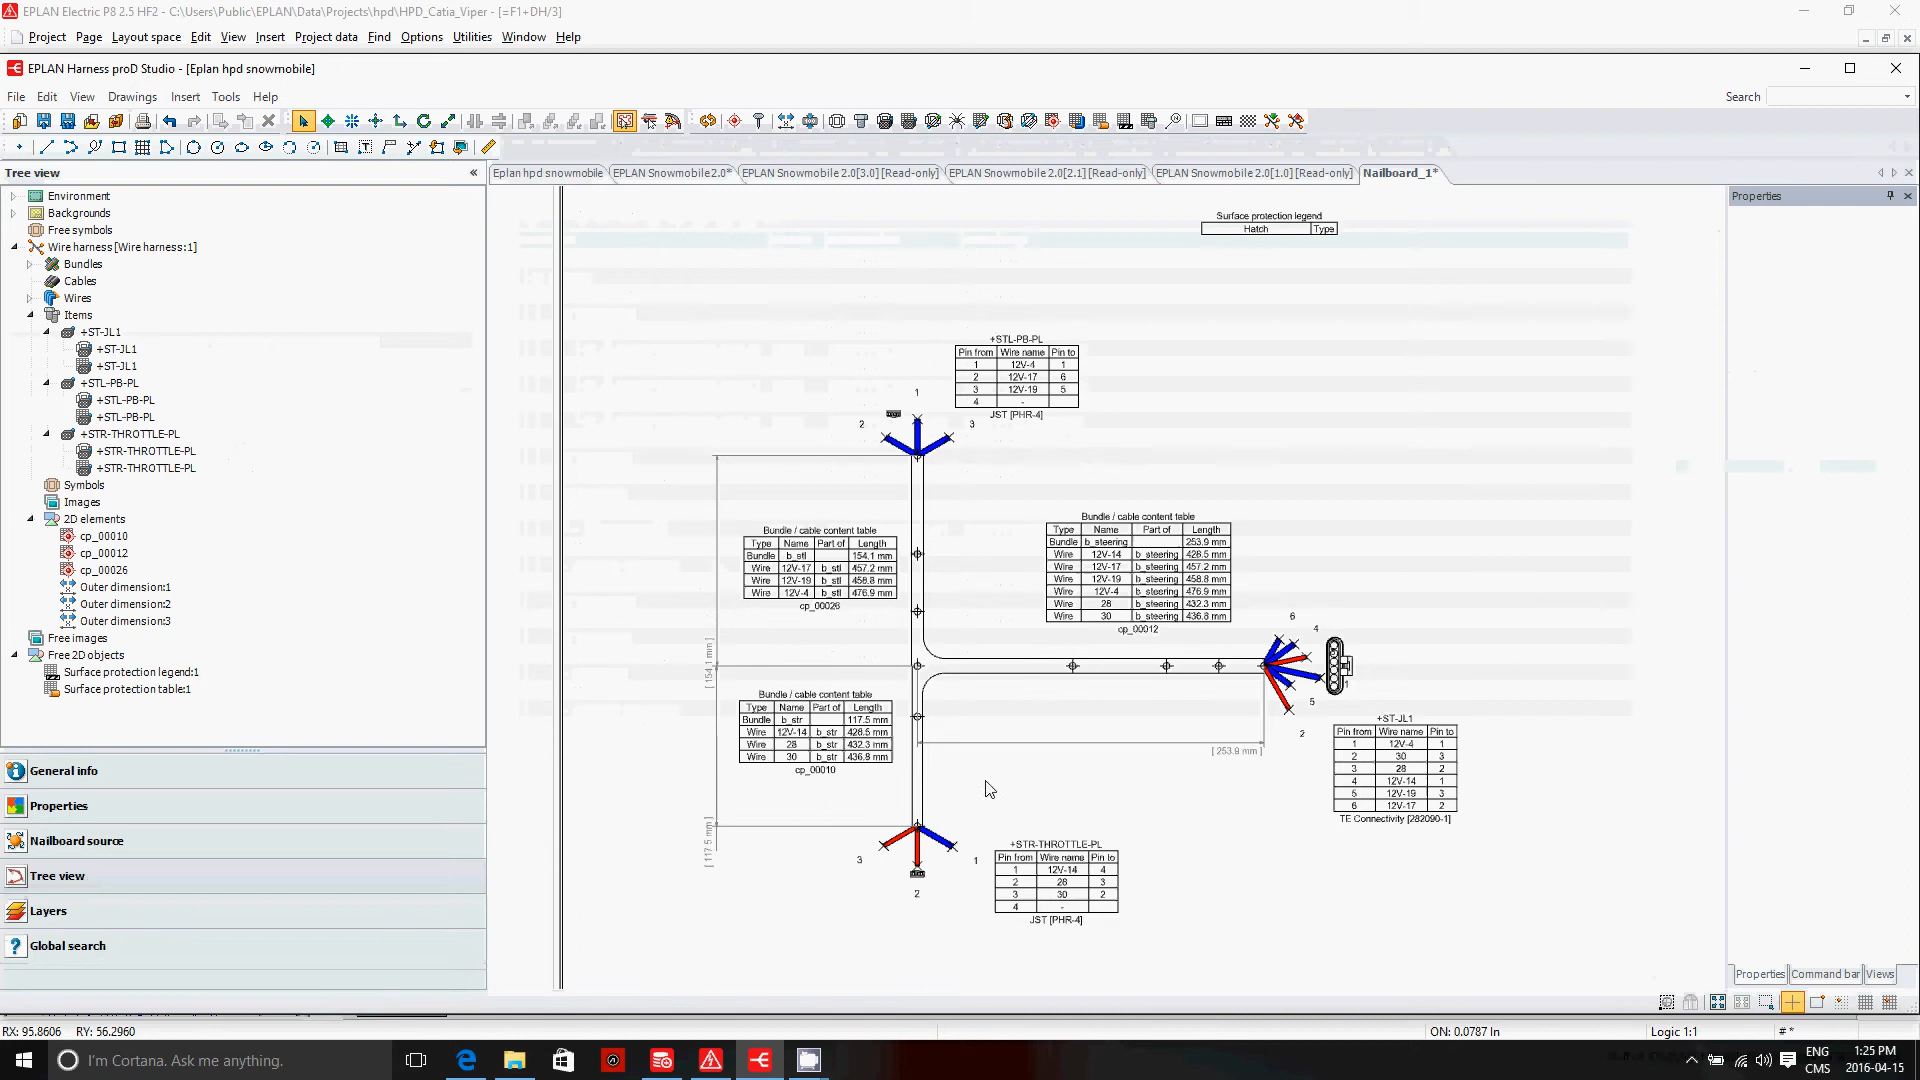 EPLAN Electric P8 2.5 HF2 - C:\Users\Public\EPLAN\Data\Projects\hpd\HPD_Catia_Viper - [=F1+DH/3]
Project Page Layout space Edit View Insert Project data Find Options Utilities Window Help
EPLAN Harness proD Studio - [Eplan hpd snowmobile]
File Edit View Drawings Insert Tools Help
Search
Tree view
Eplan hpd snowmobile EPLAN Snowmobile 2.0* EPLAN Snowmobile 2.0[3.0] [Read-only] EPLAN Snowmobile 2.0[2.1] [Read-only] EPLAN Snowmobile 2.0[1.0] [Read-only] Nailboard_1*
Environment
Backgrounds
Free symbols
Wire harness [Wire harness:1]
Bundles
Cables
Wires
Items
+ST-JL1
+ST-JL1
+ST-JL1
+STL-PB-PL
+STL-PB-PL
+STL-PB-PL
+STR-THROTTLE-PL
+STR-THROTTLE-PL
+STR-THROTTLE-PL
Symbols
Images
2D elements
cp_00010
cp_00012
cp_00026
Outer dimension:1
Outer dimension:2
Outer dimension:3
Free images
Free 2D objects
Surface protection legend:1
Surface protection table:1
General info
Properties
Nailboard source
Tree view
Layers
Global search
Surface protection legend
Hatch Type
+STL-PB-PL
Pin from Wire name Pin to
1 12V-4 1
2 12V-17 6
3 12V-19 5
4 -
JST [PHR-4]
1
2
3
Bundle / cable content table
Type Name Part of Length
Bundle b_stl 154.1 mm
Wire 12V-17 b_stl 457.2 mm
Wire 12V-19 b_stl 458.8 mm
Wire 12V-4 b_stl 476.9 mm
cp_00026
Bundle / cable content table
Type Name Part of Length
Bundle b_steering 253.9 mm
Wire 12V-14 b_steering 428.5 mm
Wire 12V-17 b_steering 457.2 mm
Wire 12V-19 b_steering 458.8 mm
Wire 12V-4 b_steering 476.9 mm
Wire 28 b_steering 432.3 mm
Wire 30 b_steering 436.8 mm
cp_00012
6
4
1
5
2
[ 154.1 mm ]
Bundle / cable content table
Type Name Part of Length
Bundle b_str 117.5 mm
Wire 12V-14 b_str 428.5 mm
Wire 28 b_str 432.3 mm
Wire 30 b_str 436.8 mm
cp_00010
[ 253.9 mm ]
[ 117.5 mm ]
+ST-JL1
Pin from Wire name Pin to
1 12V-4 1
2 30 3
3 28 2
4 12V-14 1
5 12V-19 3
6 12V-17 2
TE Connectivity [282090-1]
3
1
2
+STR-THROTTLE-PL
Pin from Wire name Pin to
1 12V-14 4
2 28 3
3 30 2
4 -
JST [PHR-4]
Properties
Properties Command bar Views
RX: 95.8606 RY: 56.2960
ON: 0.0787 In
Logic 1:1
# *
I'm Cortana. Ask me anything.
ENG
CMS
1:25 PM
2016-04-15